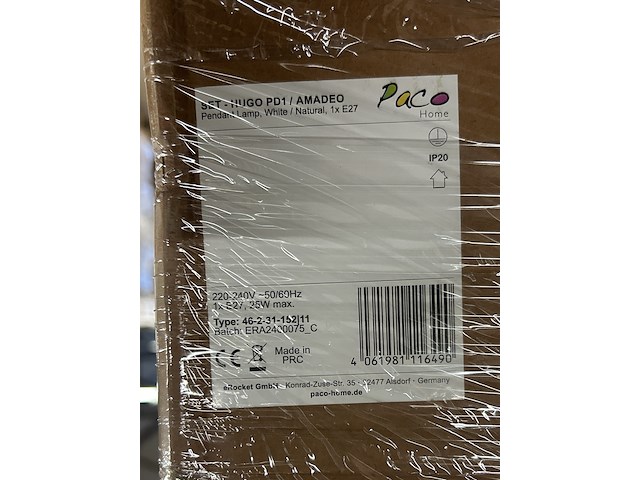 SET - HUGO PD1 / AMADEO
Pendant Lamp, White / Natural, 1x E27
Paco
Home
IP20
220-240V ~50/60Hz
1x E27, 25W max.
Type: 46-2-31-152|11
Batch: ERA2400075_C
CE
Made in
PRC
4 061981 116490
eRocket GmbH · Konrad-Zuse-Str. 35 · 52477 Alsdorf · Germany
paco-home.de